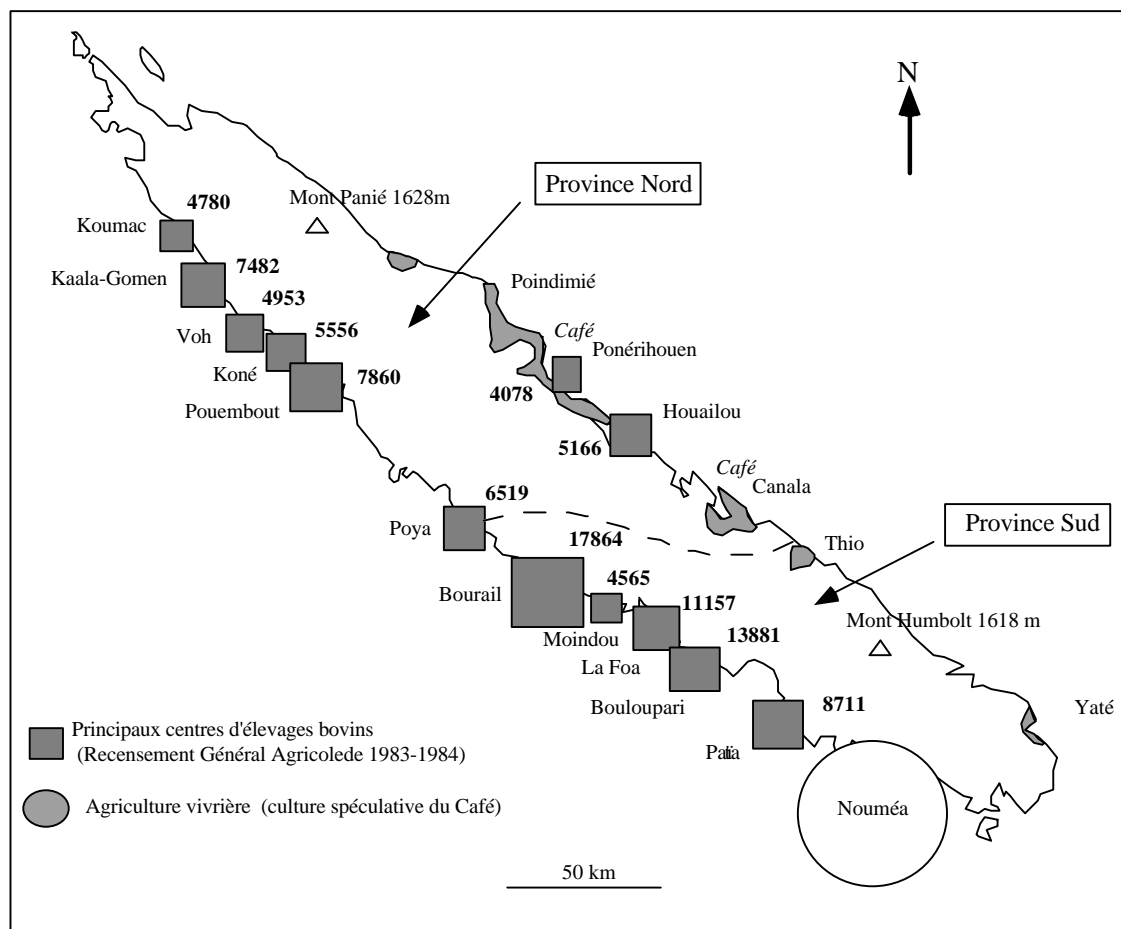 N
Province Nord
Mont Panié 1628m
4780
Koumac
7482
Kaala-Gomen
4953
Voh
5556
Koné
7860
Pouembout
Poindimié
Café
Ponérihouen
4078
Houailou
5166
Café
Canala
6519
Poya
Province Sud
Thio
17864
Bourail
4565
Moindou
11157
La Foa
13881
Bouloupari
Mont Humbolt 1618 m
8711
Païta
Yaté
Nouméa
Principaux centres d'élevages bovins
(Recensement Général Agricolede 1983-1984)
Agriculture vivrière (culture spéculative du Café)
50 km